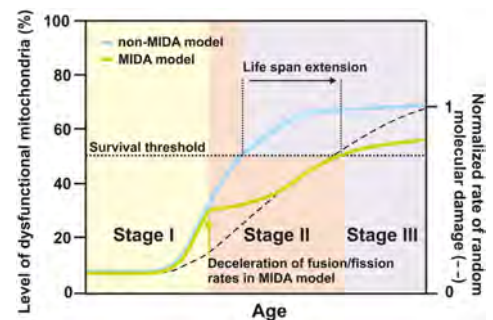 Level of dysfunctional mitochondria (%)
100
80
60
40
20
0
non-MIDA model
MIDA model
Life span extension
Survival threshold
Stage I
Stage II
Stage III
Deceleration of fusion/fission
rates in MIDA model
Age
1
0
Normalized rate of random
molecular damage (---)